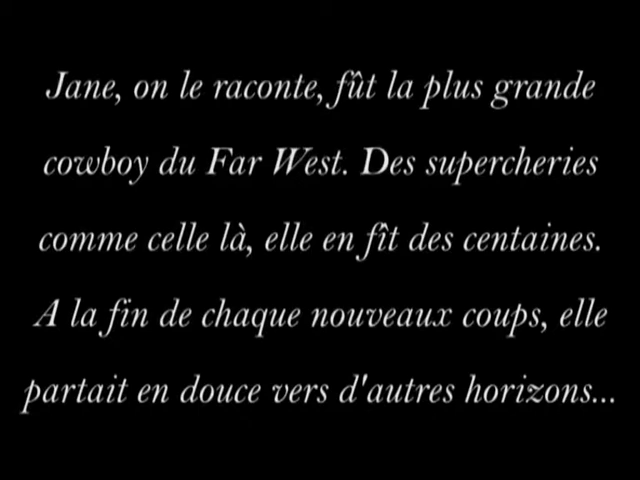 Jane, on le raconte, fût la plus grande
cowboy du Far West. Des supercheries
comme celle là, elle en fît des centaines.
A la fin de chaque nouveaux coups, elle
partait en douce vers d'autres horizons...